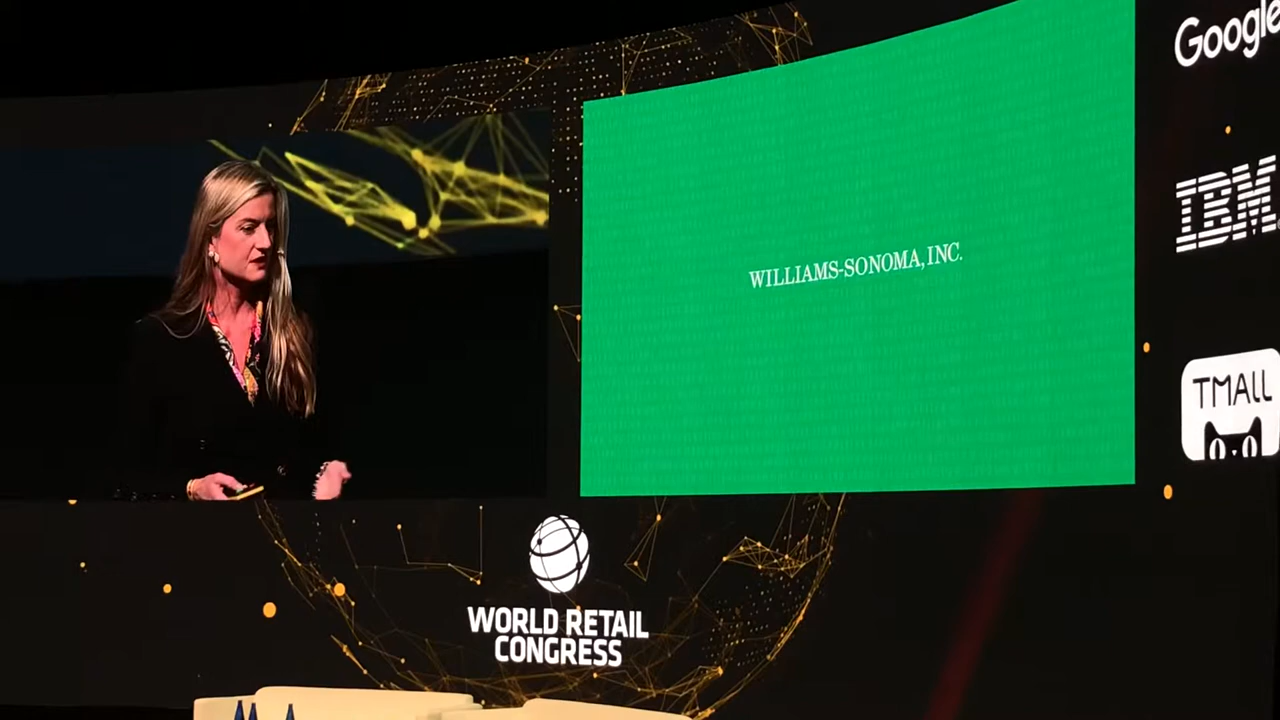 WILLIAMS-SONOMA, INC.
Google
IBM
TMALL
WORLD RETAIL
CONGRESS